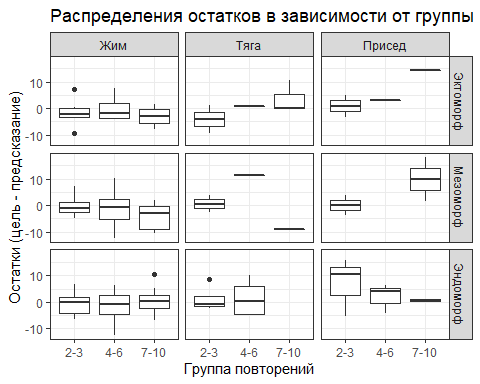 Распределения остатков в зависимости от группы
Жим Тяга Присед
Остатки (цель - предсказание)
10
0
-10
Эктоморф
10
0
-10
Мезоморф
10
0
-10
Эндоморф
2-3 4-6 7-10 2-3 4-6 7-10 2-3 4-6 7-10
Группа повторений